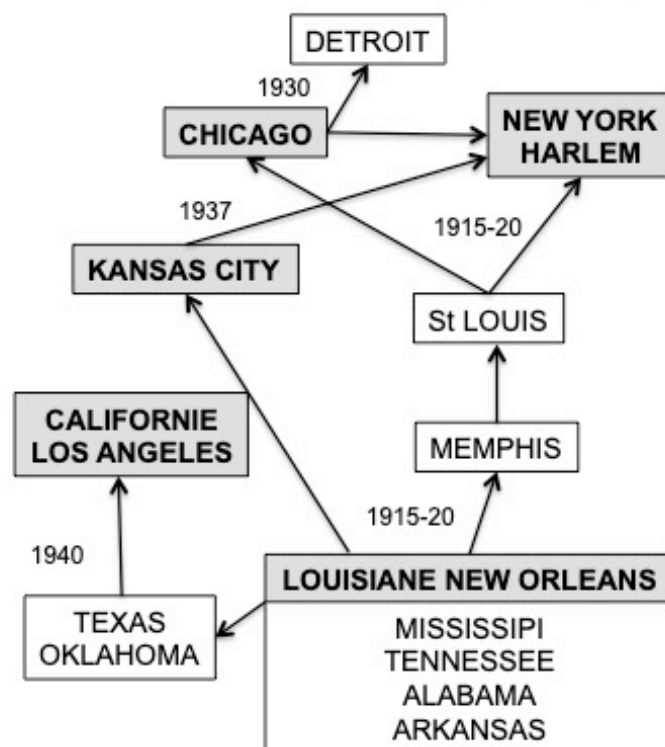 DETROIT
1930
CHICAGO
NEW YORK
HARLEM
1937
1915-20
KANSAS CITY
St LOUIS
CALIFORNIE
LOS ANGELES
MEMPHIS
1915-20
1940
LOUISIANE NEW ORLEANS
TEXAS
OKLAHOMA
MISSISSIPI
TENNESSEE
ALABAMA
ARKANSAS